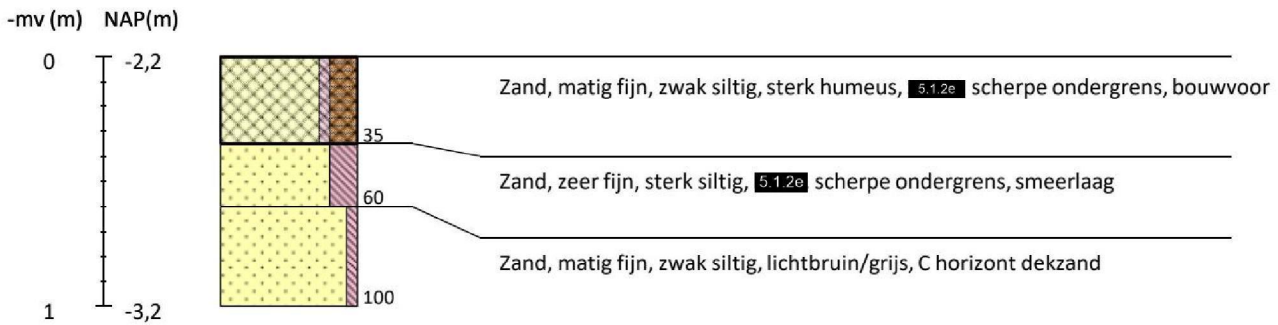 -mv (m) NAP(m)
0 -2,2
Zand, matig fijn, zwak siltig, sterk humeus, 5.1.2e scherpe ondergrens, bouwvoor
35
Zand, zeer fijn, sterk siltig, 5.1.2e scherpe ondergrens, smeerlaag
60
Zand, matig fijn, zwak siltig, lichtbruin/grijs, C horizont dekzand
100
1 -3,2